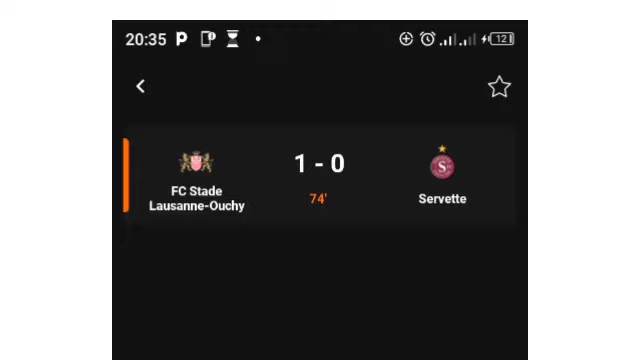 20:35
12
1 - 0
FC Stade
Lausanne-Ouchy
74'
S
Servette